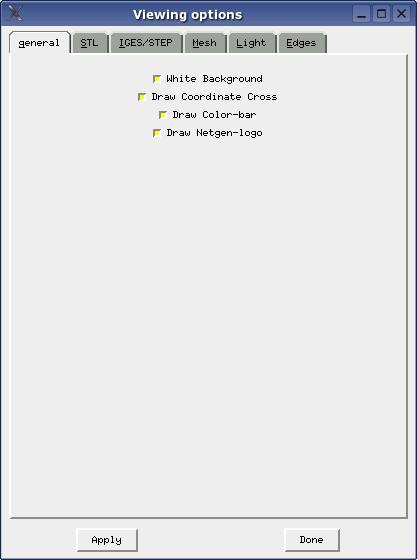 Viewing options
general STL IGES/STEP Mesh Light Edges
White Background
Draw Coordinate Cross
Draw Color-bar
Draw Netgen-logo
Apply Done